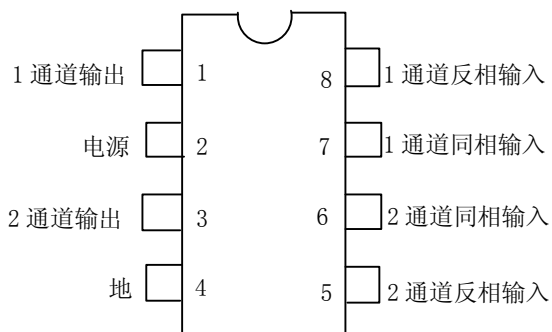 1 通道输出 1 8 1 通道反相输入
电源 2 7 1 通道同相输入
2 通道输出 3 6 2 通道同相输入
地 4 5 2 通道反相输入